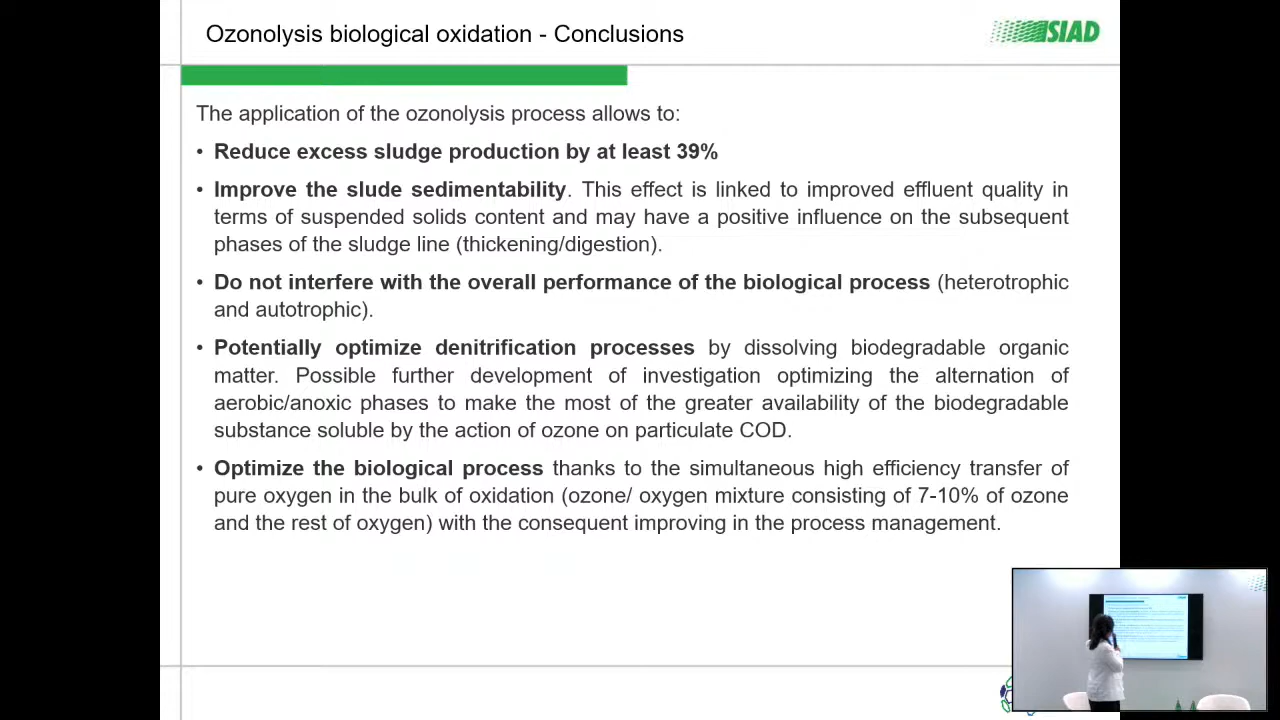 Ozonolysis biological oxidation - Conclusions
SIAD
The application of the ozonolysis process allows to:
• Reduce excess sludge production by at least 39%
• Improve the slude sedimentability. This effect is linked to improved effluent quality in
terms of suspended solids content and may have a positive influence on the subsequent
phases of the sludge line (thickening/digestion).
• Do not interfere with the overall performance of the biological process (heterotrophic
and autotrophic).
• Potentially optimize denitrification processes by dissolving biodegradable organic
matter. Possible further development of investigation optimizing the alternation of
aerobic/anoxic phases to make the most of the greater availability of the biodegradable
substance soluble by the action of ozone on particulate COD.
• Optimize the biological process thanks to the simultaneous high efficiency transfer of
pure oxygen in the bulk of oxidation (ozone/ oxygen mixture consisting of 7-10% of ozone
and the rest of oxygen) with the consequent improving in the process management.